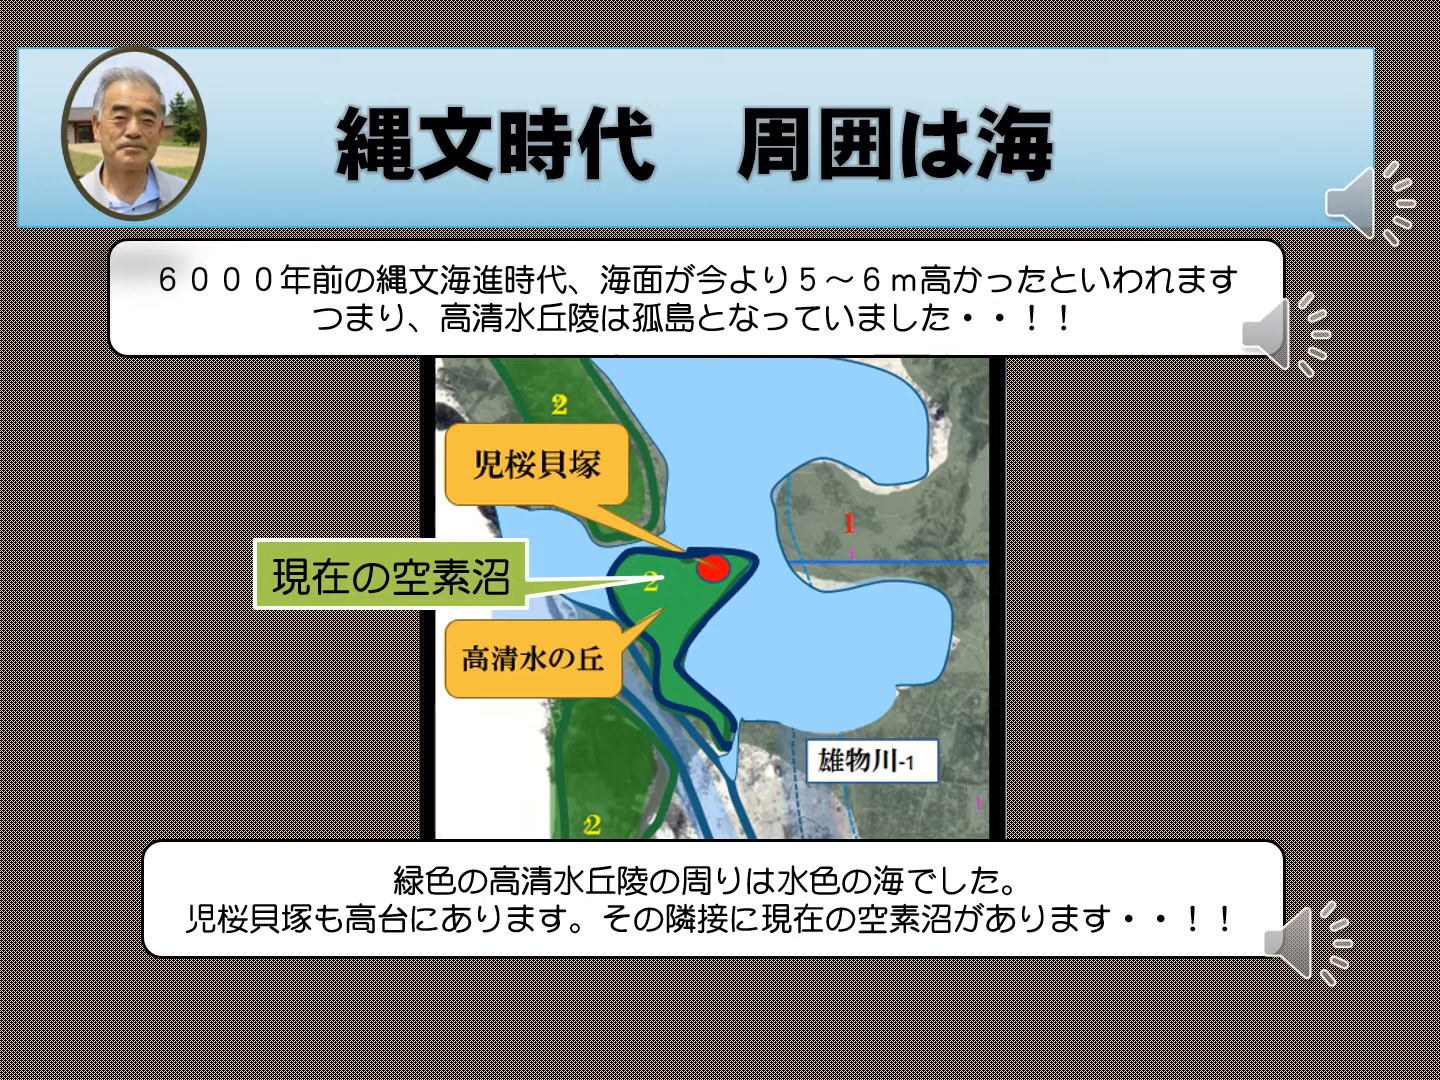 縄文時代　周囲は海
６０００年前の縄文海進時代、海面が今より５～６ｍ高かったといわれます
つまり、高清水丘陵は孤島となっていました・・！！
2
児桜貝塚
1
1
現在の空素沼
2
高清水の丘
雄物川-1
1
2
緑色の高清水丘陵の周りは水色の海でした。
児桜貝塚も高台にあります。その隣接に現在の空素沼があります・・！！